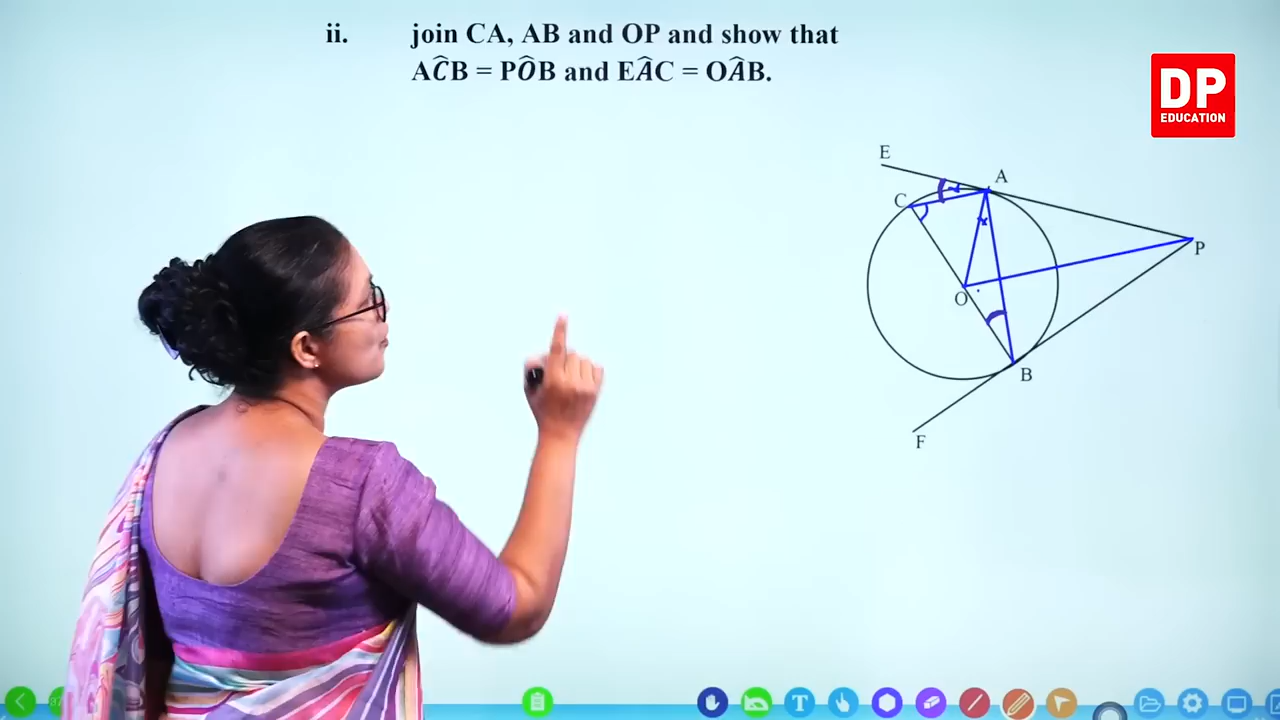 ii. join CA, AB and OP and show that
AĈB = PÔB and EÂC = OÂB.
DP
EDUCATION
E
A
C
P
O
B
F